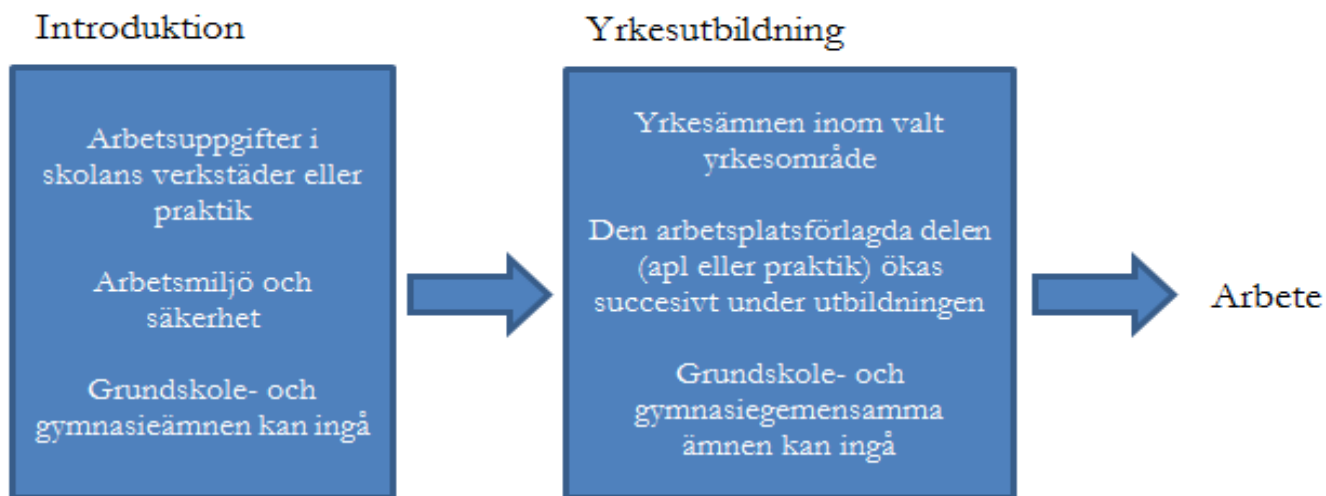 Introduktion
Arbetsuppgifter i
skolans verkstäder eller
praktik
Arbetsmiljö och
säkerhet
Grundskole- och
gymnasieämnen kan ingå
Yrkesutbildning
Yrkesämnen inom valt
yrkesområde
Den arbetsplatsförlagda delen
(apl eller praktik) ökas
succesivt under utbildningen
Grundskole- och
gymnasiegemensamma
ämnen kan ingå
Arbete